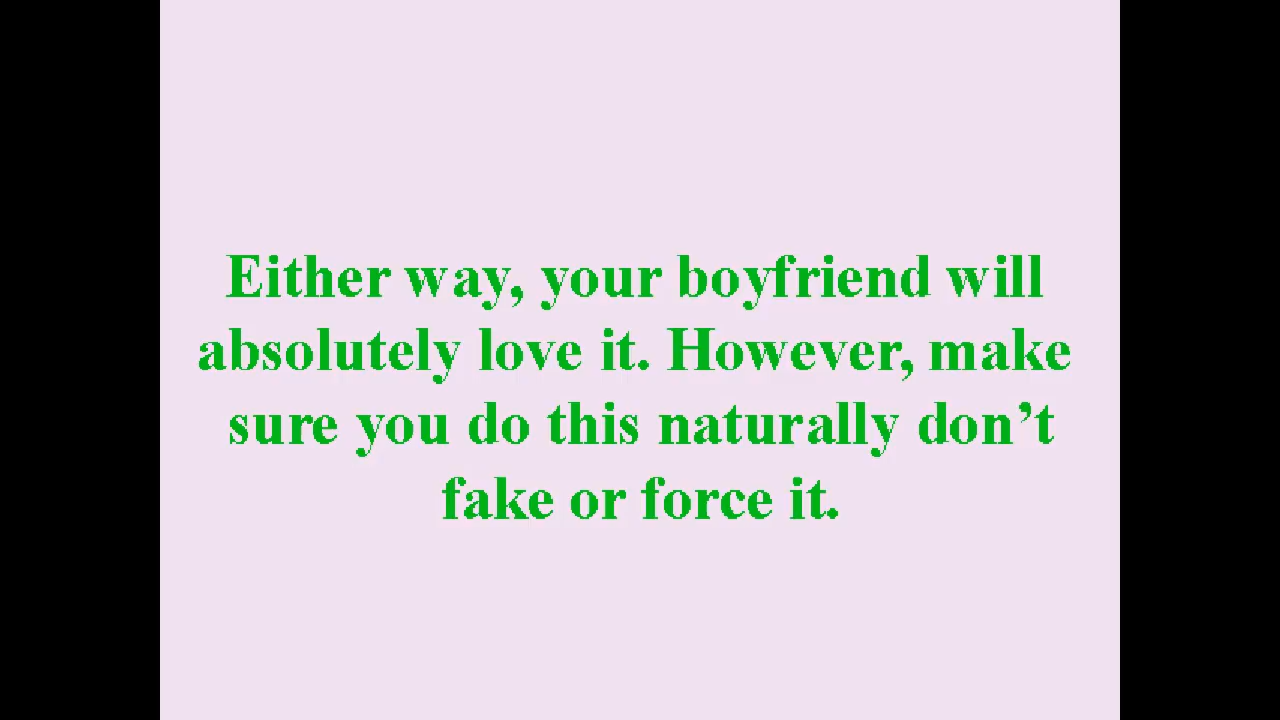 Either way, your boyfriend will
absolutely love it. However, make
sure you do this naturally don’t
fake or force it.